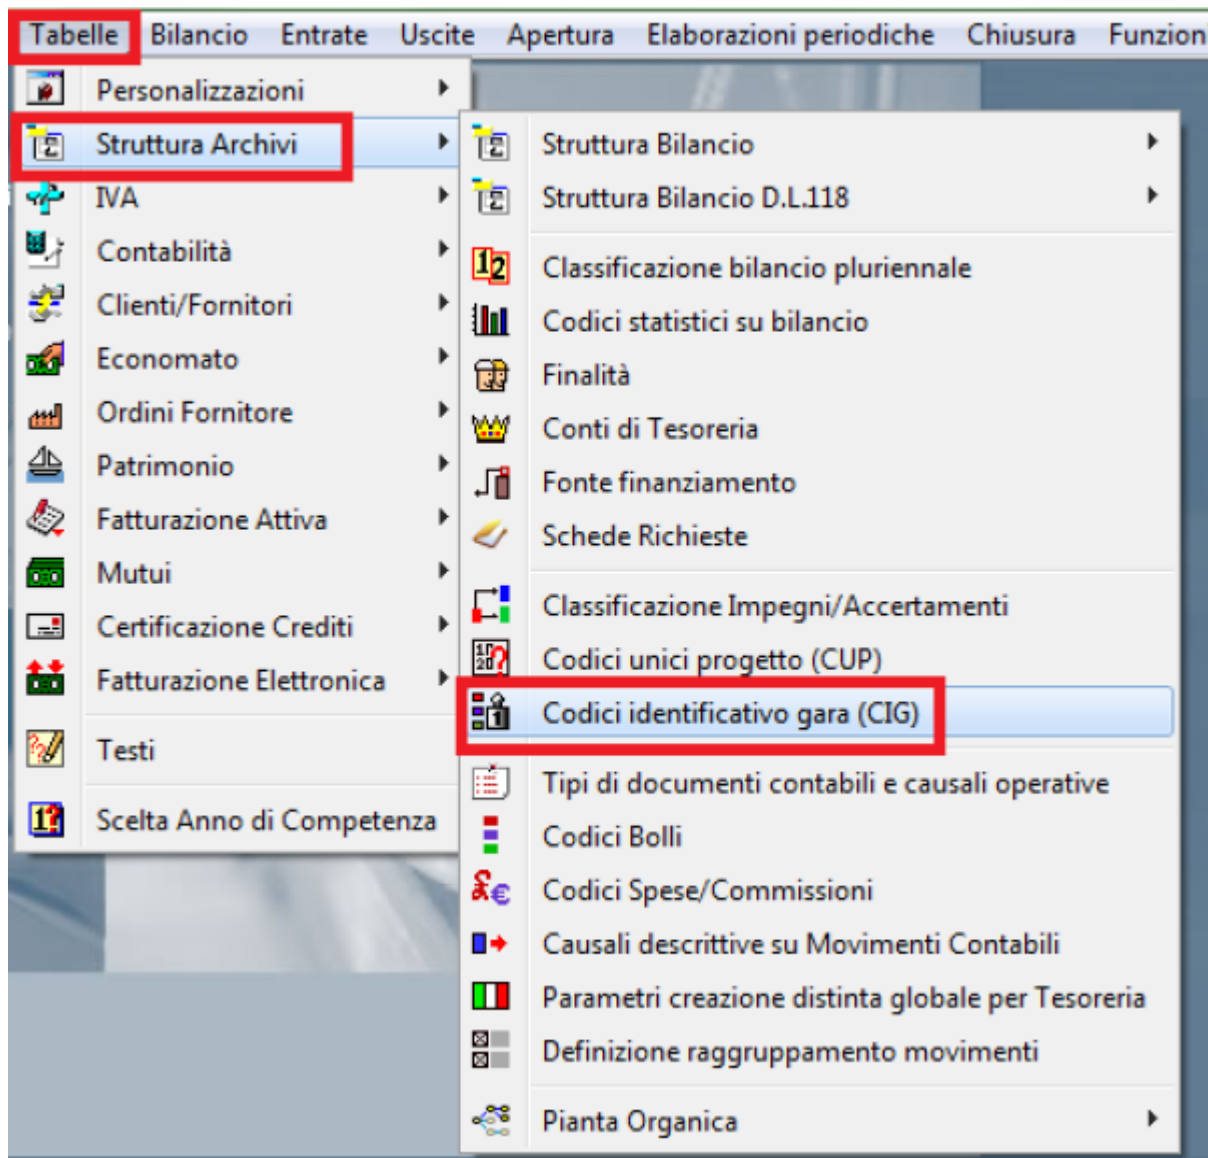 Tabelle Bilancio Entrate Uscite Apertura Elaborazioni periodiche Chiusura Funzion
Personalizzazioni
Struttura Archivi
IVA
Contabilità
Clienti/Fornitori
Economato
Ordini Fornitore
Patrimonio
Fatturazione Attiva
Mutui
Certificazione Crediti
Fatturazione Elettronica
Testi
Scelta Anno di Competenza
Struttura Bilancio
Struttura Bilancio D.L.118
Classificazione bilancio pluriennale
Codici statistici su bilancio
Finalità
Conti di Tesoreria
Fonte finanziamento
Schede Richieste
Classificazione Impegni/Accertamenti
Codici unici progetto (CUP)
Codici identificativo gara (CIG)
Tipi di documenti contabili e causali operative
Codici Bolli
Codici Spese/Commissioni
Causali descrittive su Movimenti Contabili
Parametri creazione distinta globale per Tesoreria
Definizione raggruppamento movimenti
Pianta Organica